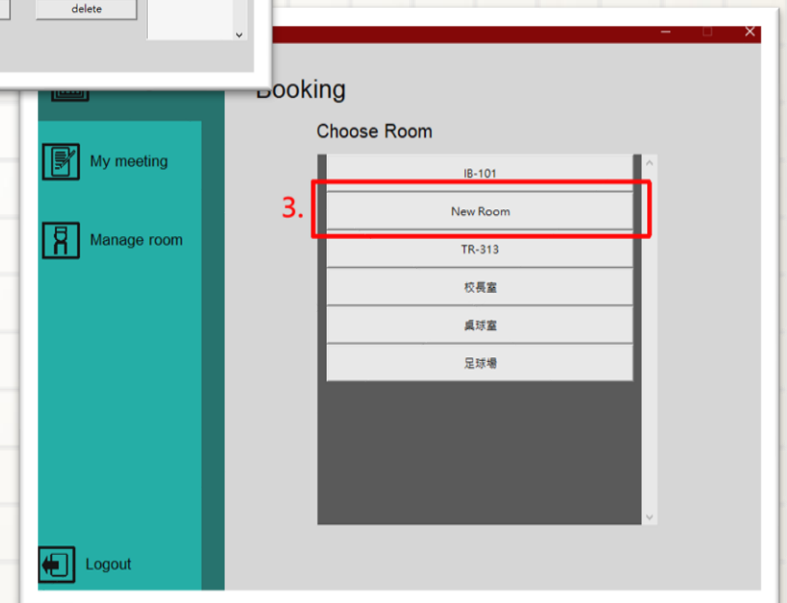 delete
Booking
Choose Room
My meeting
Manage room
IB-101
3.
New Room
TR-313
校長室
桌球室
足球場
Logout